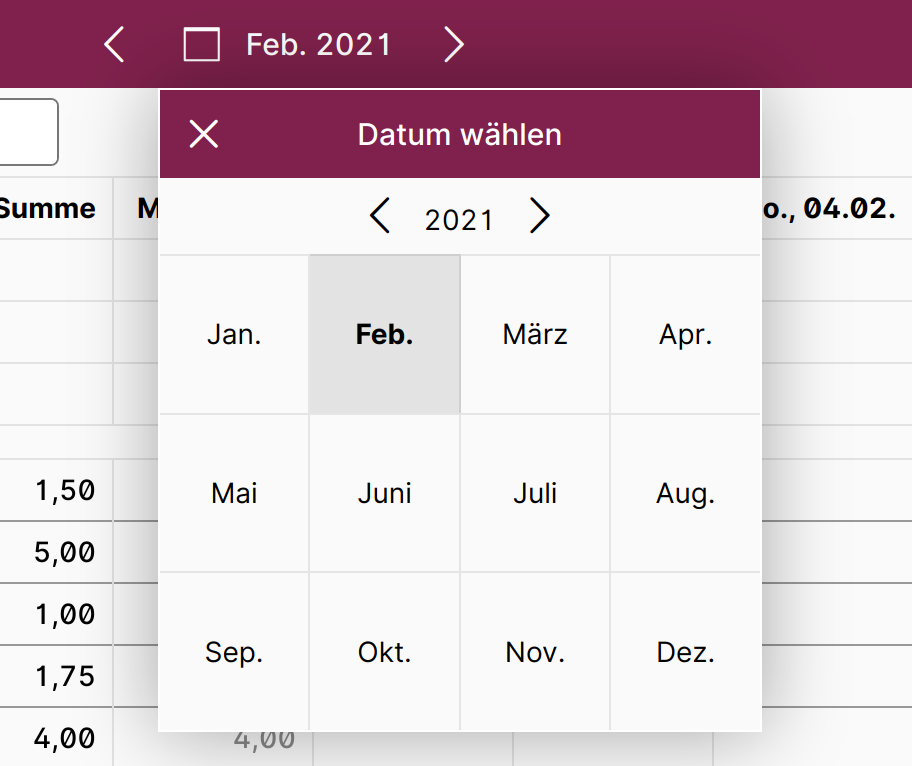 Feb. 2021
Datum wählen
Summe
04.02.
2021
Jan. Feb. März Apr.
1,50
Mai Juni Juli Aug.
5,00
1,00
Sep. Okt. Nov. Dez.
1,75
4,00 4,00